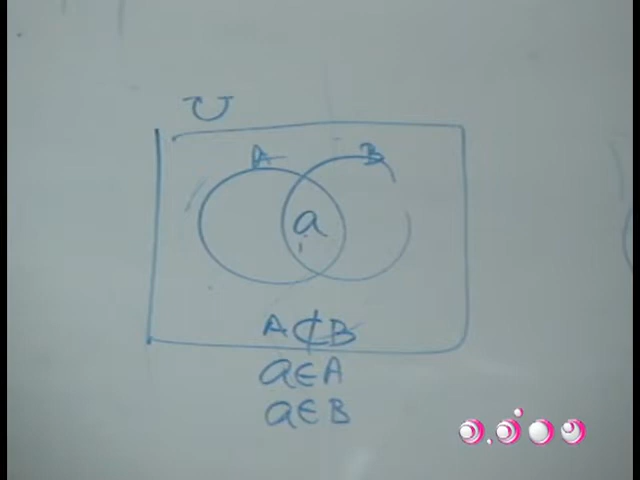 U
A B
a
A ⊄ B
a ∈ A
a ∈ B